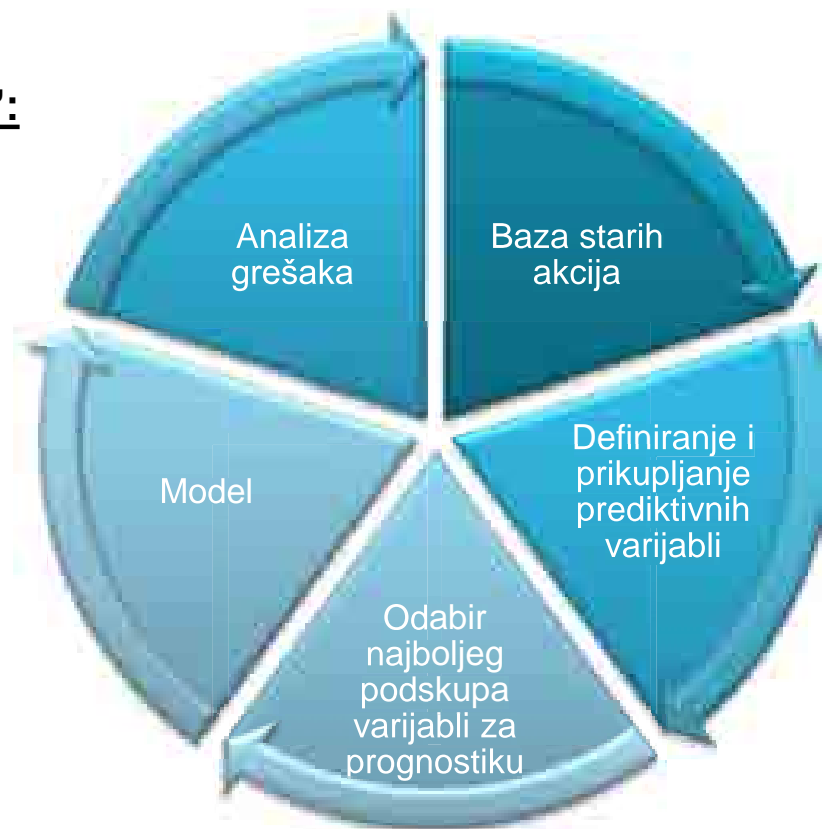 ":
Analiza
grešaka
Baza starih
akcija
Definiranje i
prikupljanje
prediktivnih
varijabli
Odabir
najboljeg
podskupa
varijabli za
prognostiku
Model